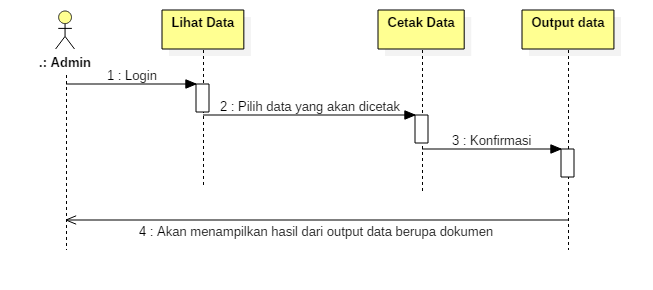 Lihat Data
Cetak Data
Output data
.: Admin
1 : Login
2 : Pilih data yang akan dicetak
3 : Konfirmasi
4 : Akan menampilkan hasil dari output data berupa dokumen